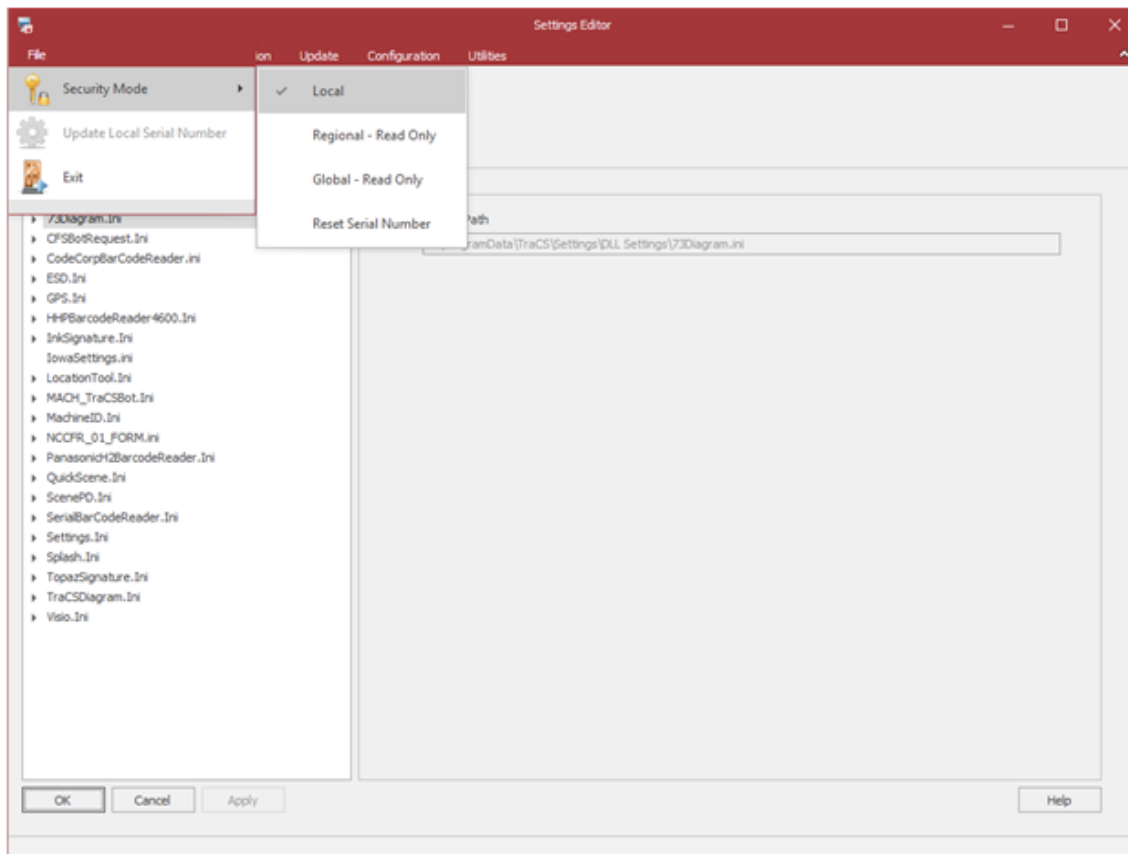 Settings Editor
File
ion Update Configuration Utilities
Security Mode
Update Local Serial Number
Exit
Local
Regional - Read Only
Global - Read Only
Reset Serial Number
73Diagram.Ini
CFSBotRequest.Ini
CodeCorpBarCodeReader.ini
ESD.Ini
GPS.Ini
HHPBarcodeReader4600.Ini
InkSignature.Ini
IowaSettings.ini
LocationTool.Ini
MACH_TraCSBot.Ini
MachineID.Ini
NCCFR_01_FORM.ini
PanasonicH2BarcodeReader.Ini
QuickScene.Ini
ScenePD.Ini
SerialBarCodeReader.Ini
Settings.Ini
Splash.Ini
TopazSignature.Ini
TraCSDiagram.Ini
Visio.Ini
Path
ramData\TraCS\Settings\DLL Settings\73Diagram.ini
OK Cancel Apply Help